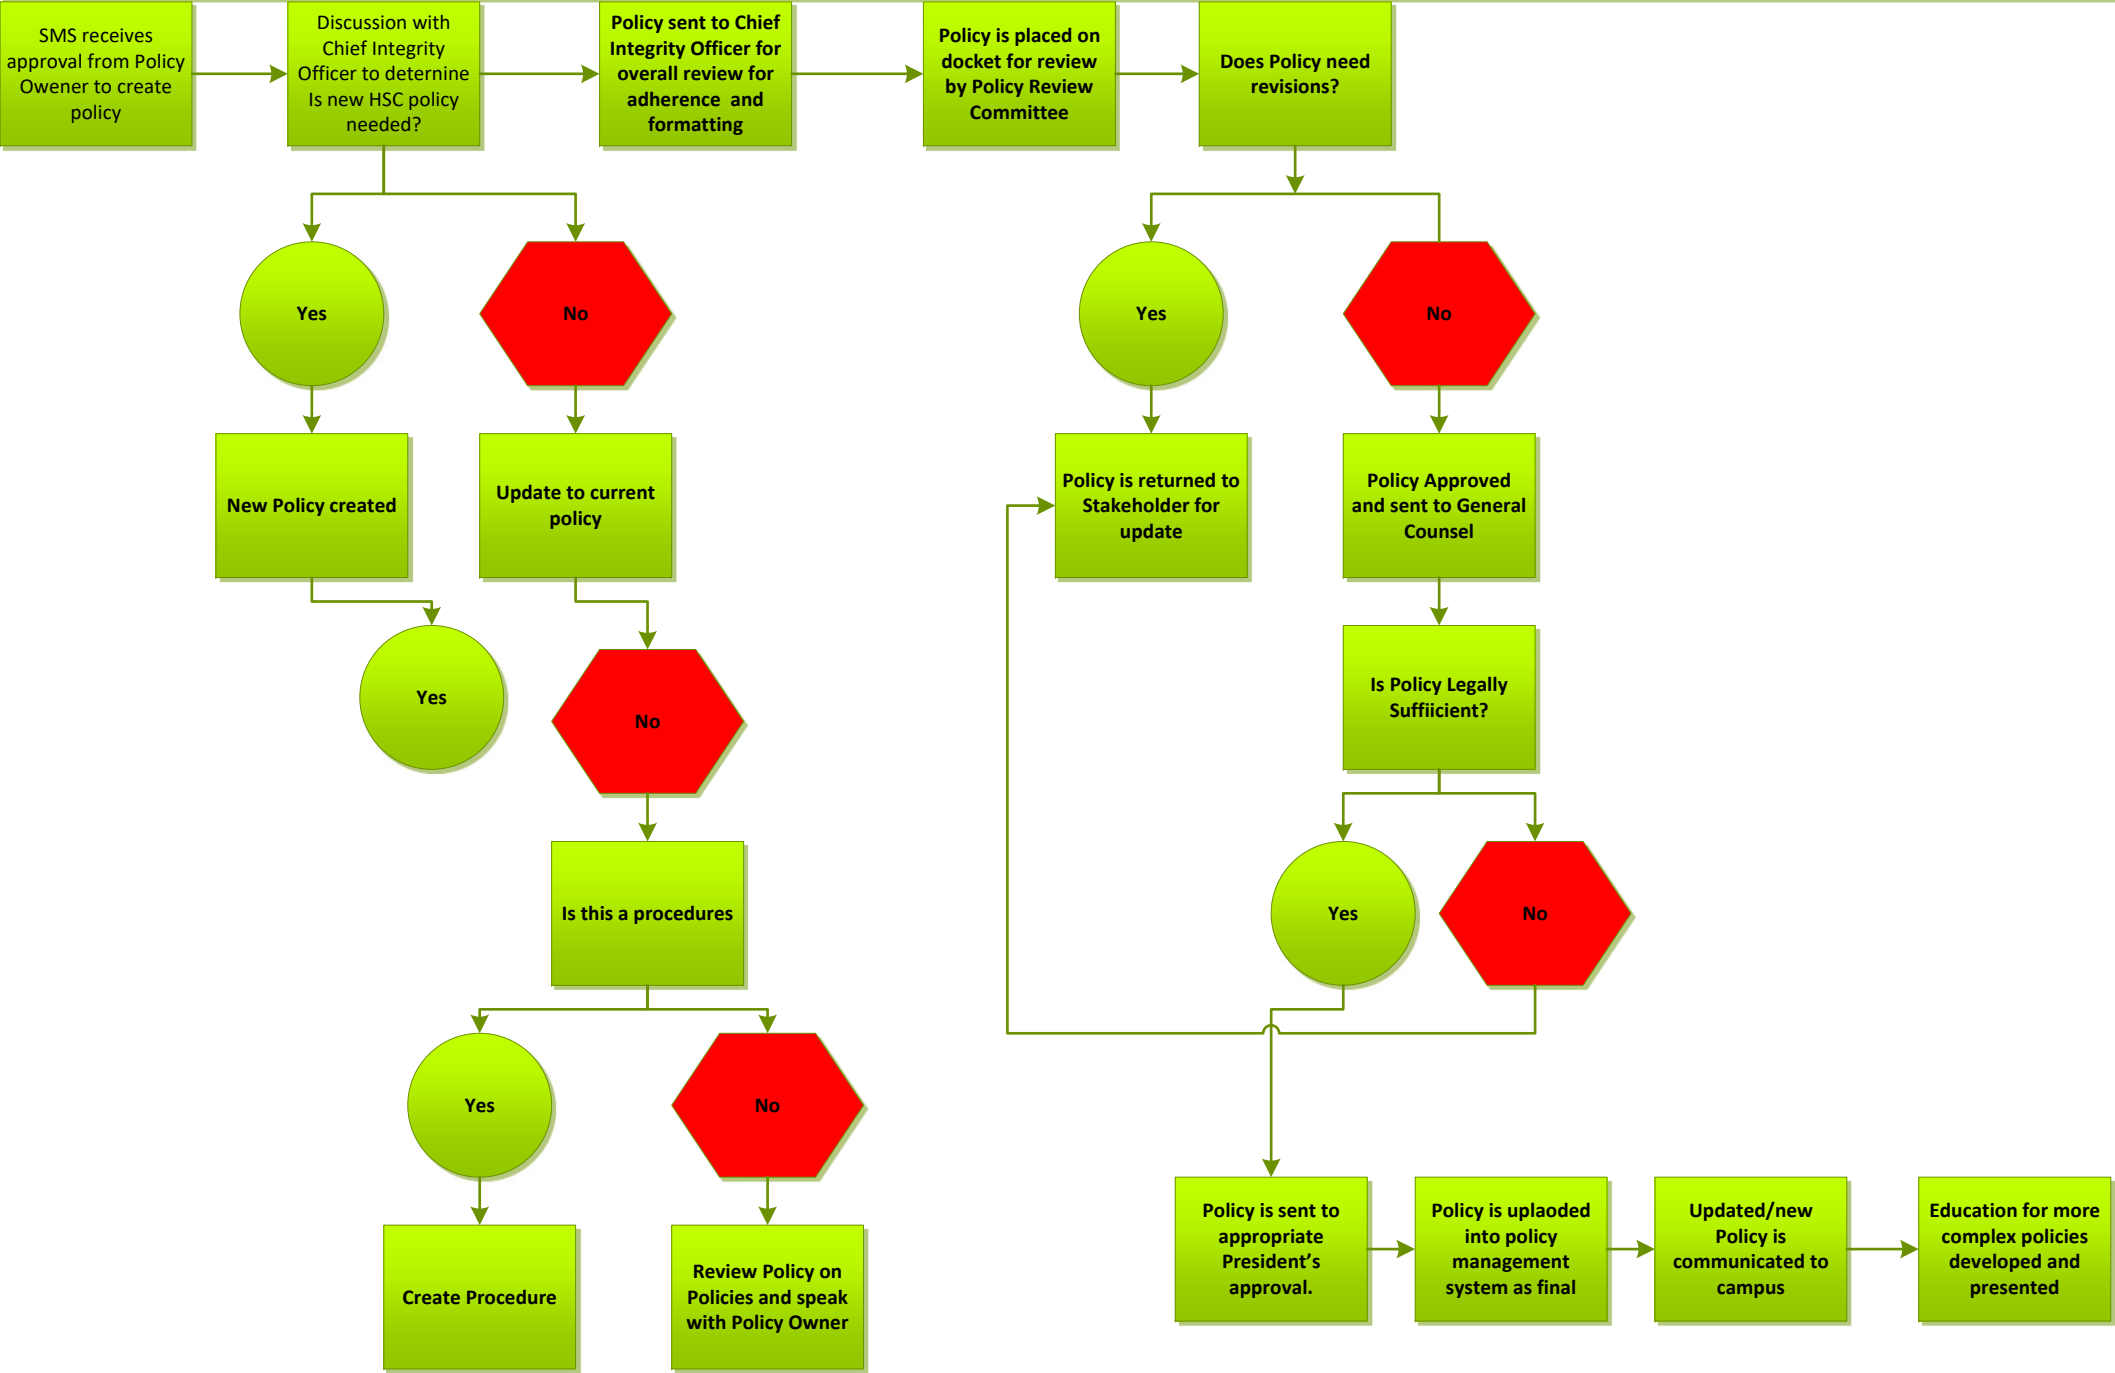 SMS receives
approval from Policy
Owener to create
policy
Discussion with
Chief Integrity
Officer to deternine
Is new HSC policy
needed?
Policy sent to Chief
Integrity Officer for
overall review for
adherence and
formatting
Policy is placed on
docket for review
by Policy Review
Committee
Does Policy need
revisions?
Yes
No
Yes
No
New Policy created
Update to current
policy
Policy is returned to
Stakeholder for
update
Policy Approved
and sent to General
Counsel
Yes
No
Is Policy Legally
Suffiicient?
Is this a procedures
Yes
No
Yes
No
Create Procedure
Review Policy on
Policies and speak
with Policy Owner
Policy is sent to
appropriate
President's
approval.
Policy is uplaoded
into policy
management
system as final
Updated/new
Policy is
communicated to
campus
Education for more
complex policies
developed and
presented